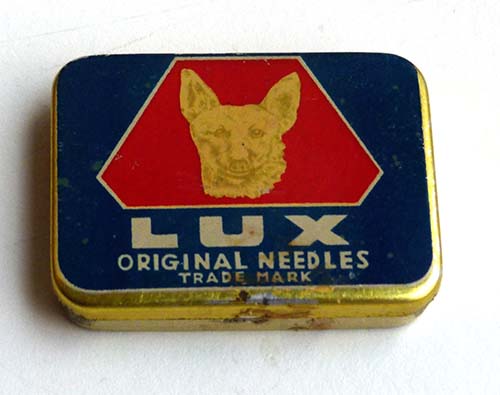 LUX
ORIGINAL NEEDLES
TRADE MARK